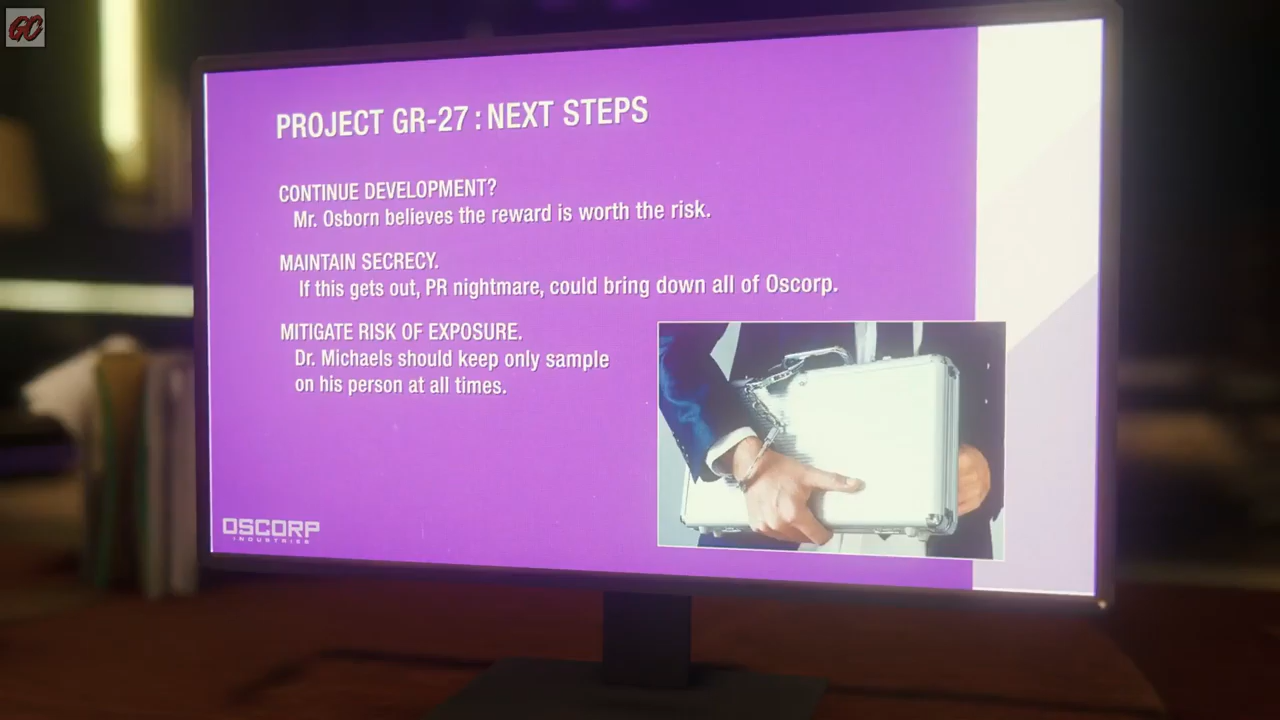 GC
PROJECT GR-27 : NEXT STEPS
CONTINUE DEVELOPMENT?
Mr. Osborn believes the reward is worth the risk.
MAINTAIN SECRECY.
If this gets out, PR nightmare, could bring down all of Oscorp.
MITIGATE RISK OF EXPOSURE.
Dr. Michaels should keep only sample
on his person at all times.
OSCORP
INDUSTRIES